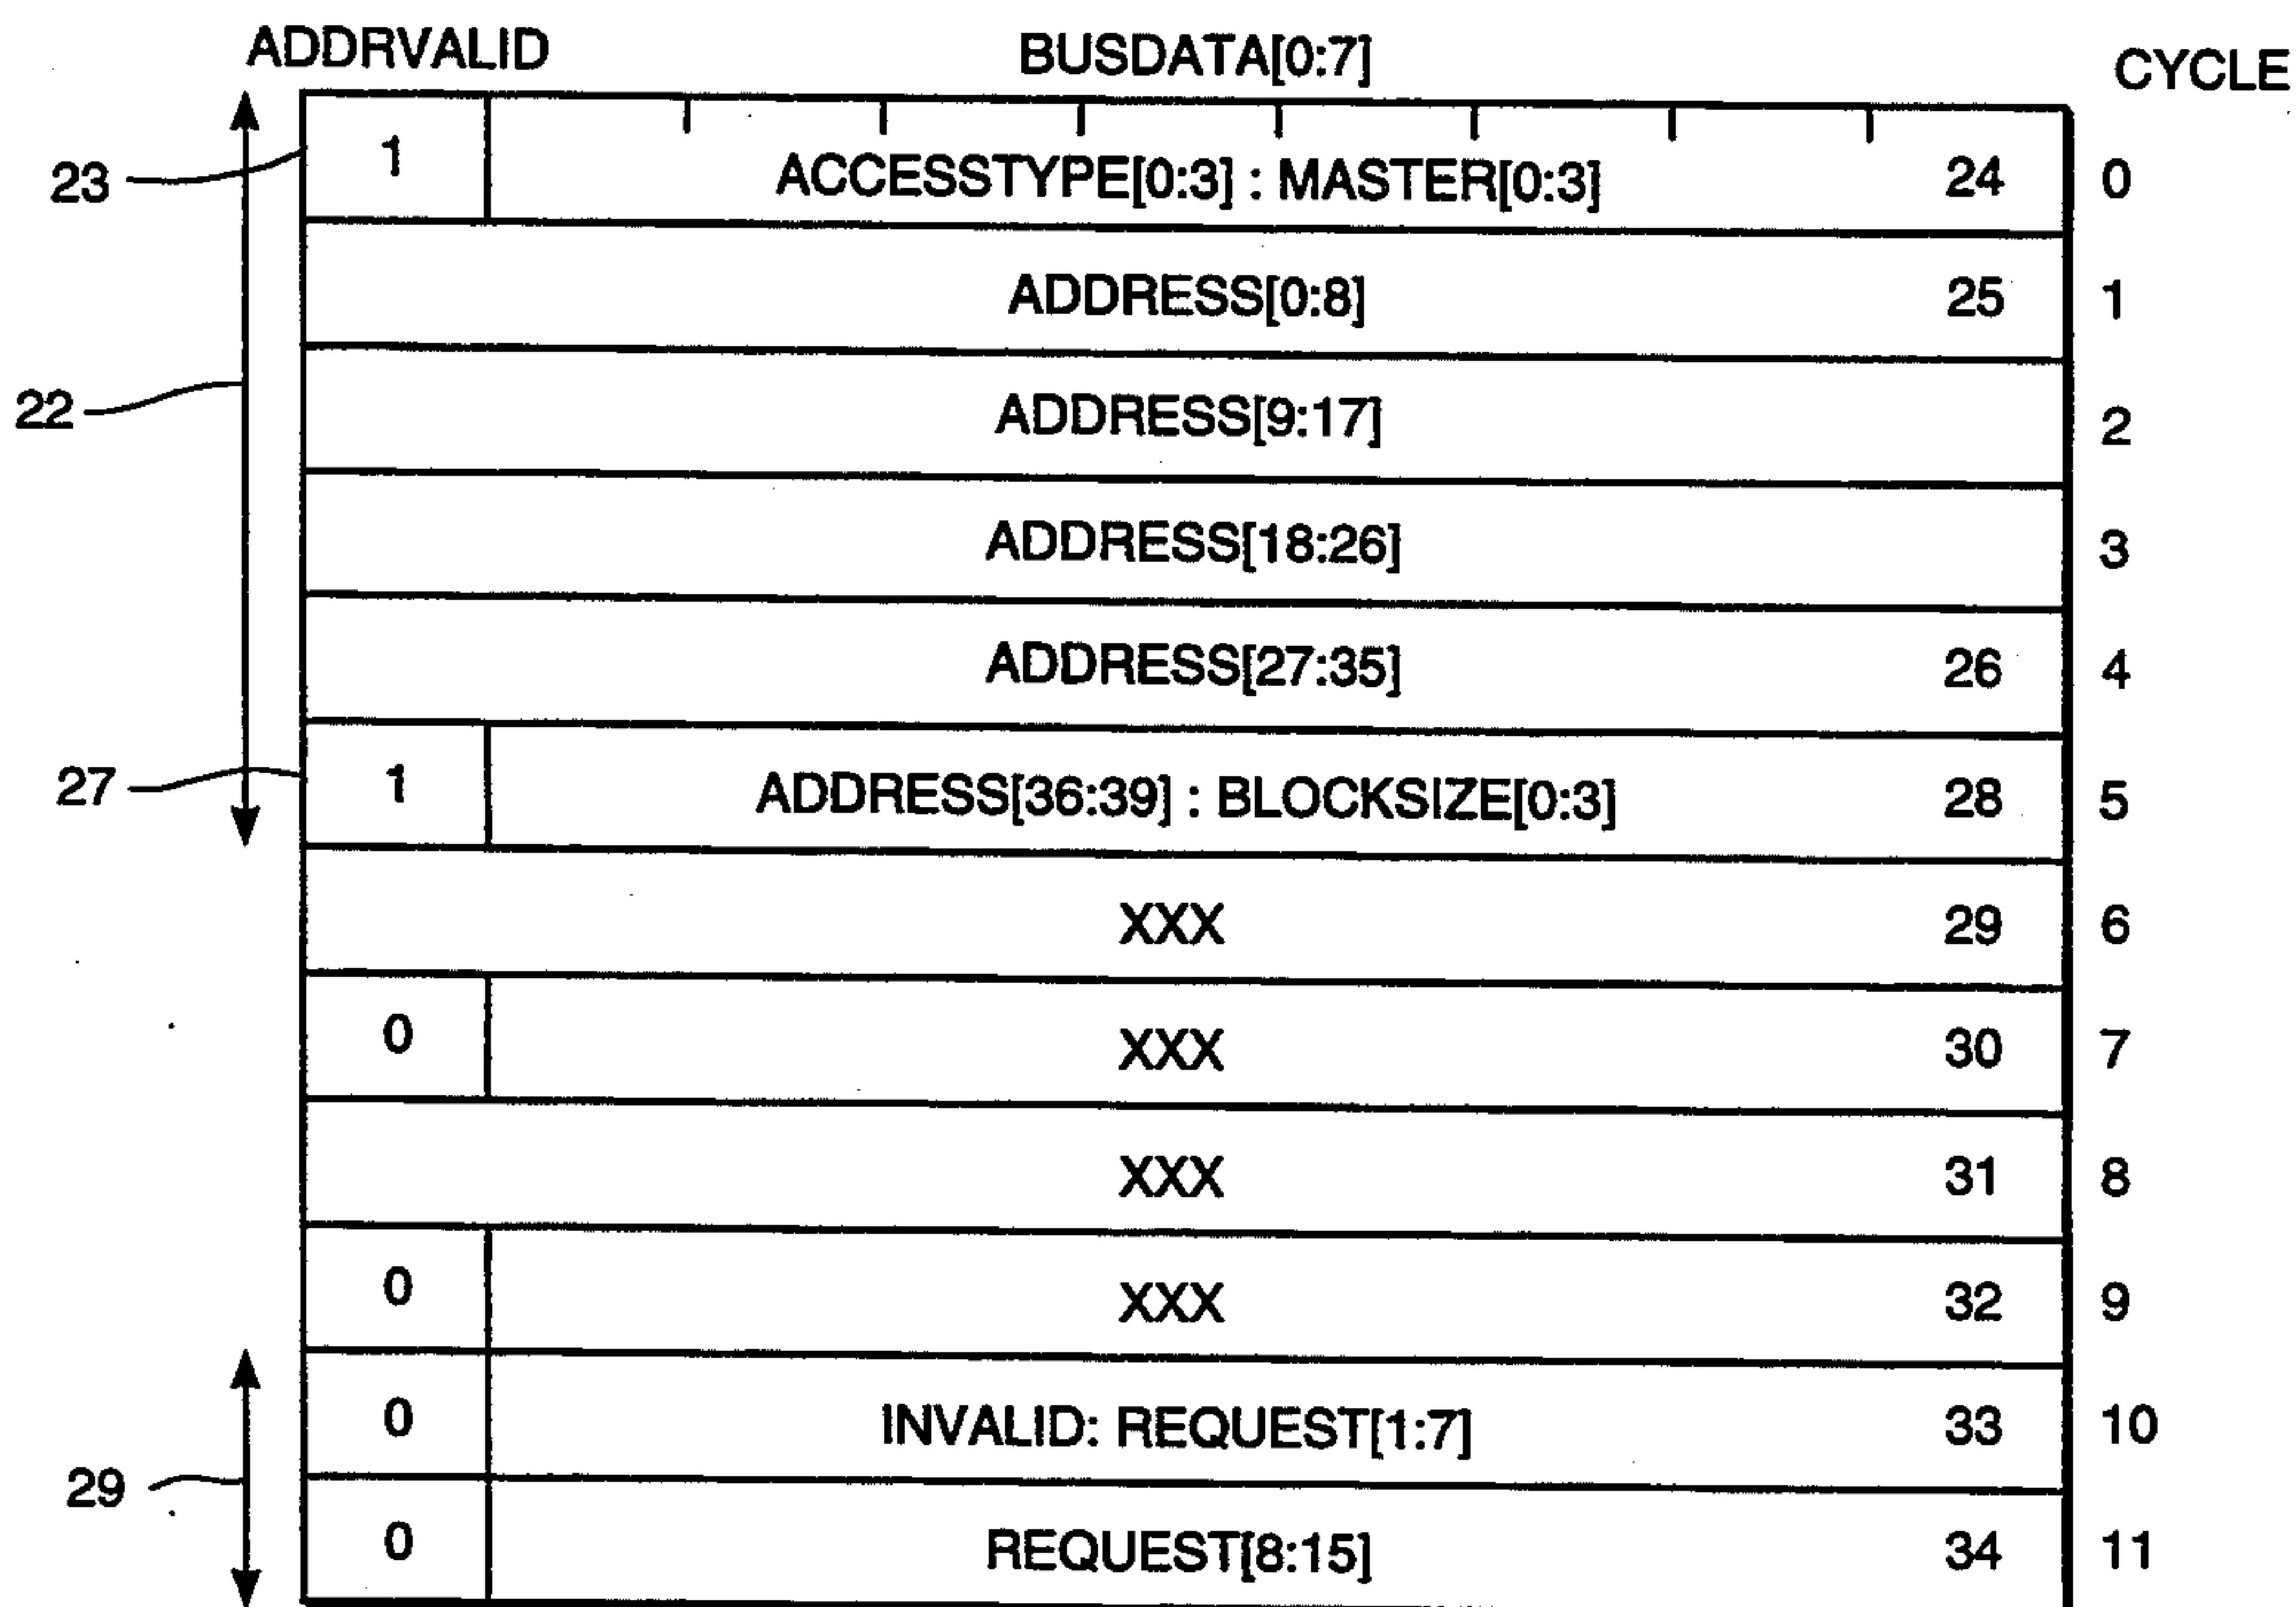 ADDRVALID BUSDATA[0:7] CYCLE
23 1 ACCESSTYPE[0:3] : MASTER[0:3] 24 0
ADDRESS[0:8] 25 1
22 ADDRESS[9:17] 2
ADDRESS[18:26] 3
ADDRESS[27:35] 26 4
27 1 ADDRESS[36:39] : BLOCKSIZE[0:3] 28 5
XXX 29 6
0 XXX 30 7
XXX 31 8
0 XXX 32 9
0 INVALID: REQUEST[1:7] 33 10
29 0 REQUEST[8:15] 34 11